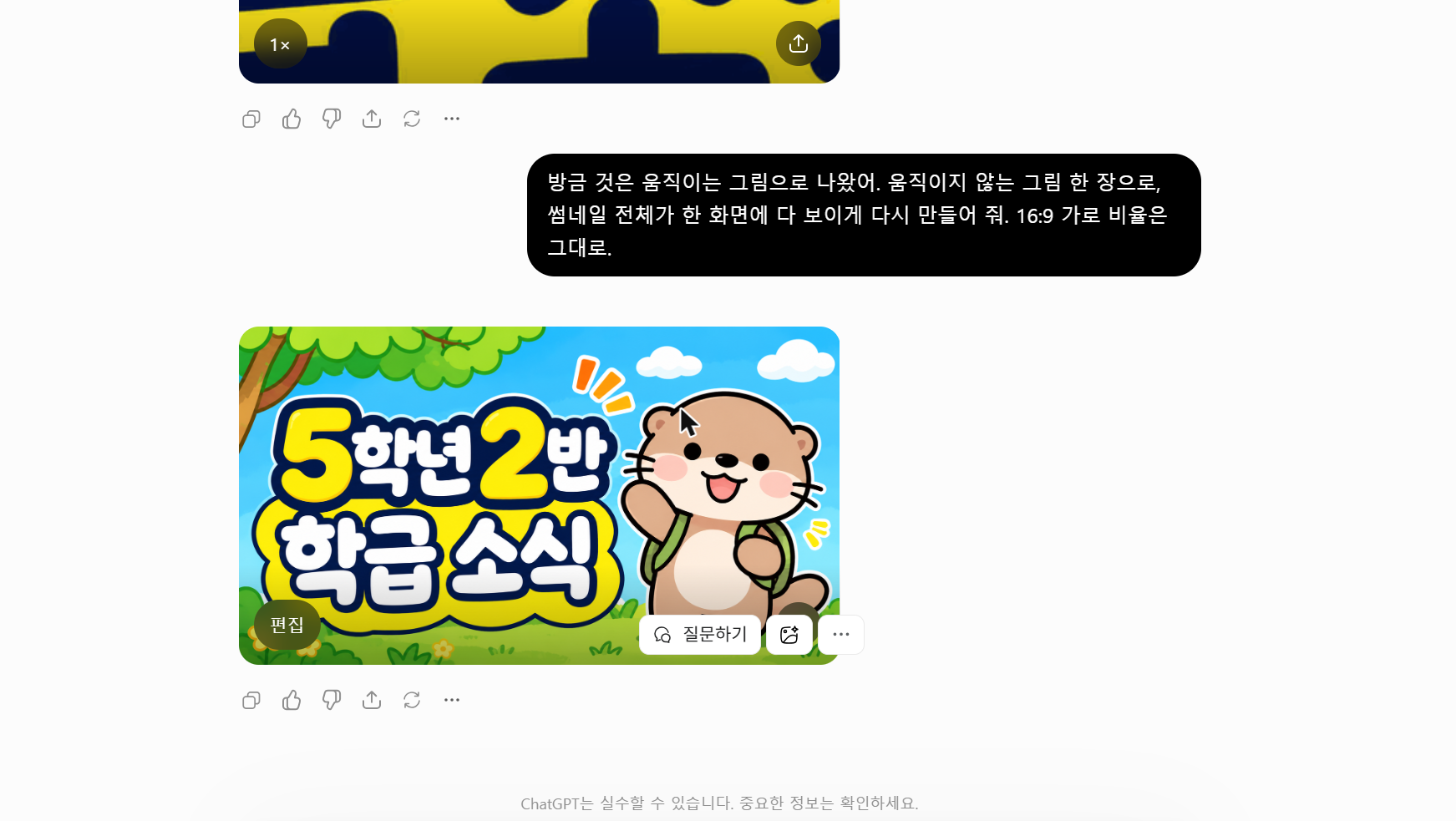 1×
방금 것은 움직이는 그림으로 나왔어. 움직이지 않는 그림 한 장으로,
썸네일 전체가 한 화면에 다 보이게 다시 만들어 줘. 16:9 가로 비율은
그대로.
5학년 2반
학급 소식
편집
질문하기
ChatGPT는 실수할 수 있습니다. 중요한 정보는 확인하세요.